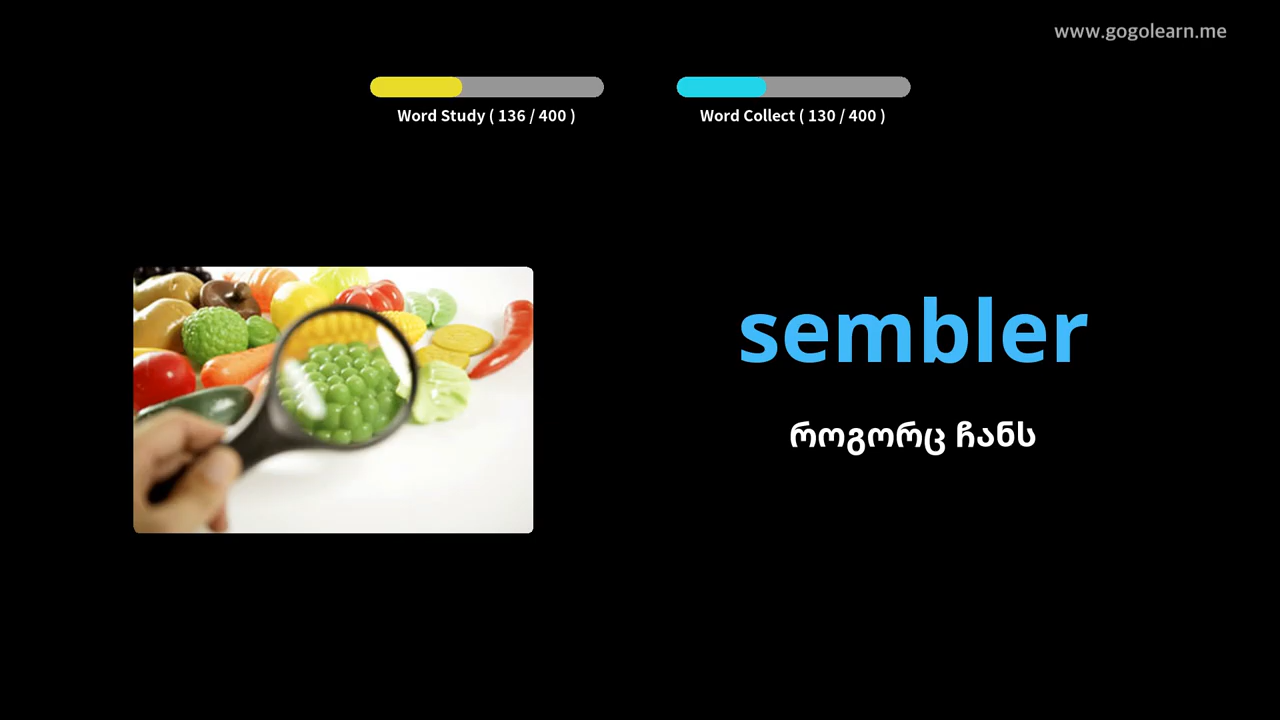 www.gogolearn.me
Word Study ( 136 / 400 )
Word Collect ( 130 / 400 )
sembler
როგორც ჩანს